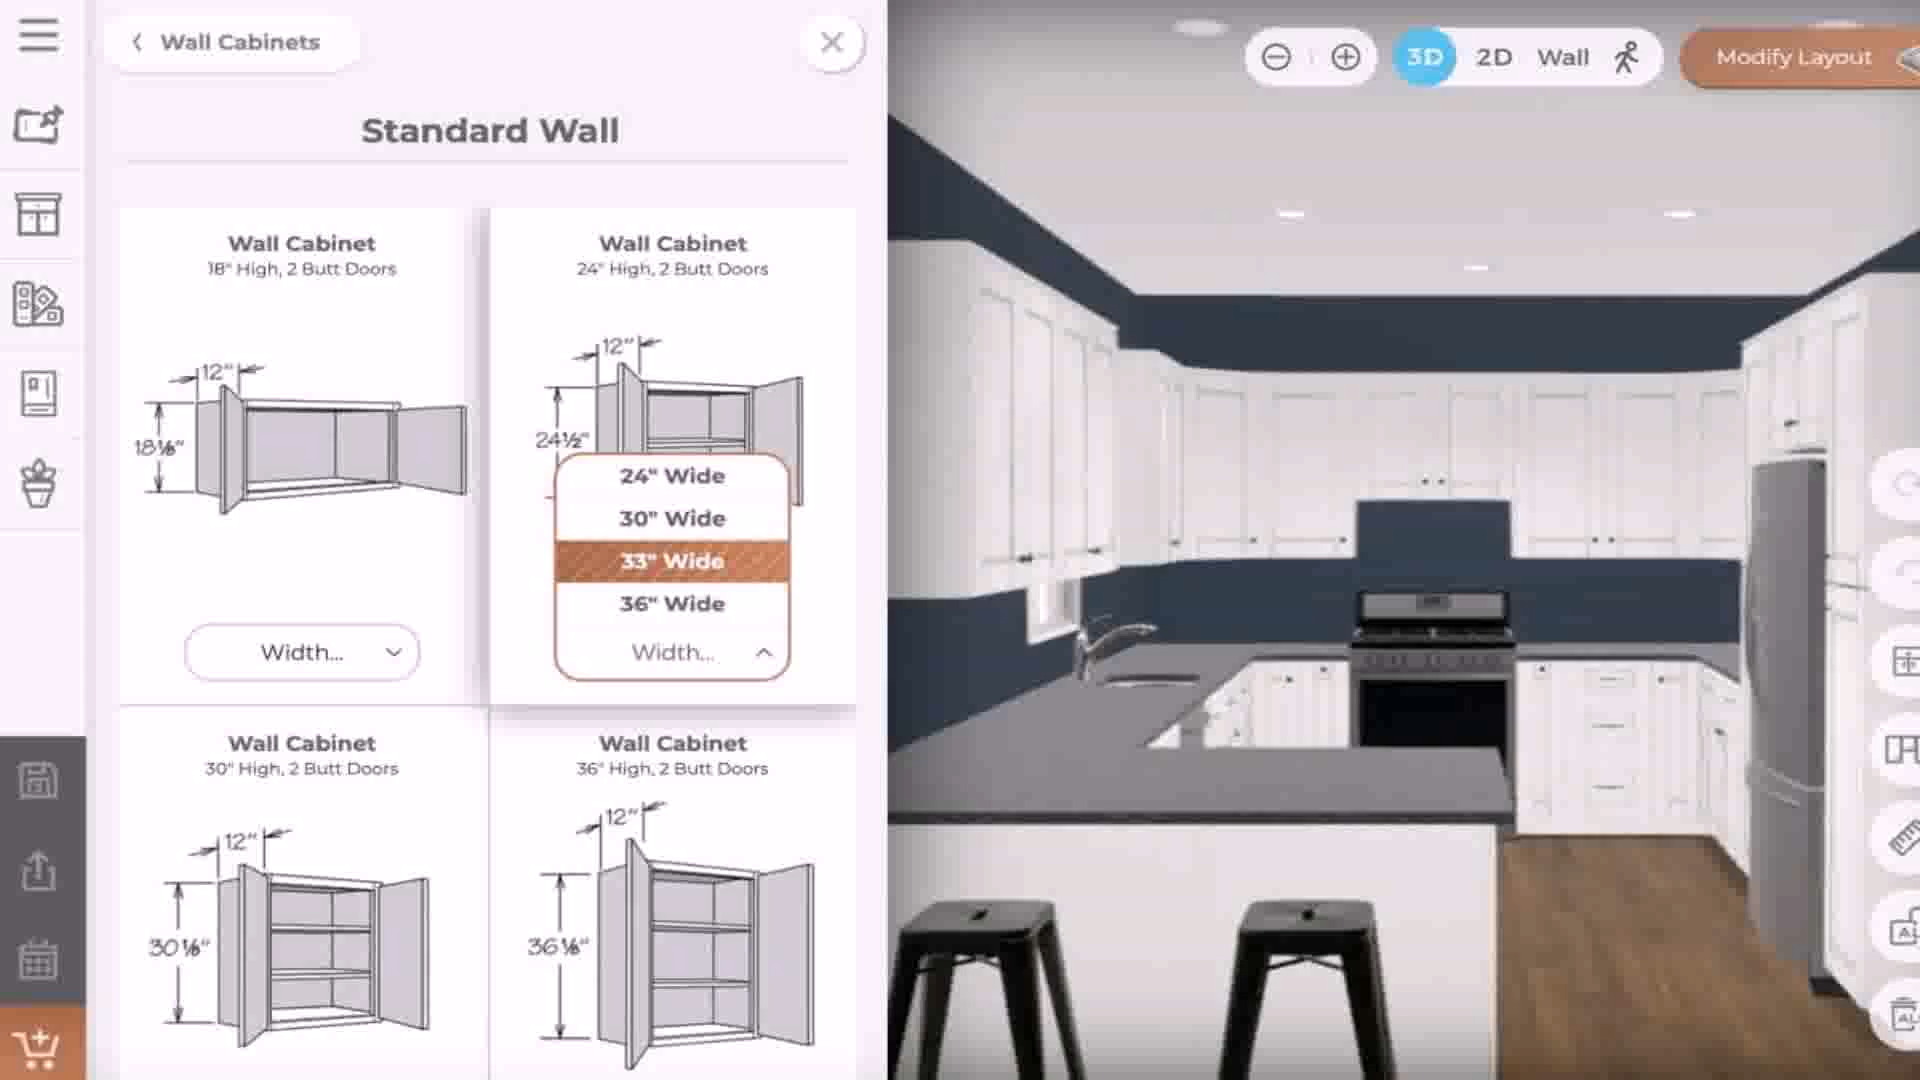 Wall Cabinets
3D 2D Wall
Modify Layout
Standard Wall
Wall Cabinet
18" High, 2 Butt Doors
12"
18⅛"
Width...
Wall Cabinet
24" High, 2 Butt Doors
12"
24½"
24" Wide
30" Wide
33" Wide
36" Wide
Width...
Wall Cabinet
30" High, 2 Butt Doors
12"
30⅛"
Wall Cabinet
36" High, 2 Butt Doors
12"
36⅛"